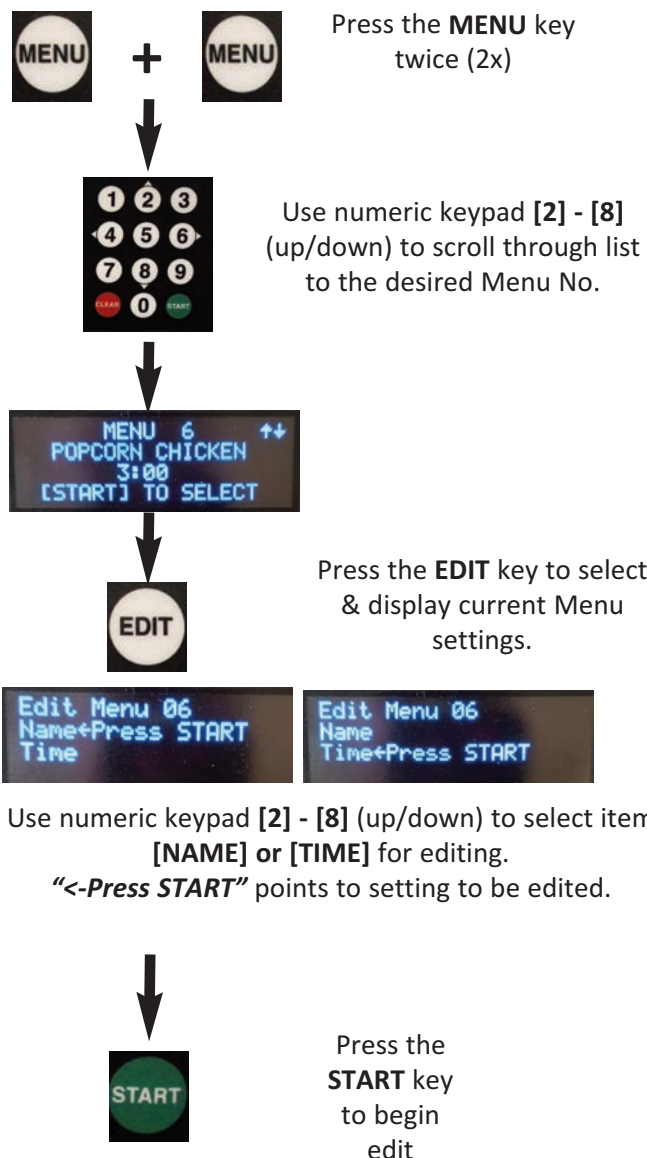 MENU + MENU
Press the MENU key
twice (2x)
1 2 3
4 5 6
7 8 9
CLEAR 0 START
Use numeric keypad [2] - [8]
(up/down) to scroll through list
to the desired Menu No.
MENU 6 ↑↓
POPCORN CHICKEN
3:00
[START] TO SELECT
EDIT
Press the EDIT key to select
& display current Menu
settings.
Edit Menu 06
Name←Press START
Time
Edit Menu 06
Name
Time←Press START
Use numeric keypad [2] - [8] (up/down) to select item
[NAME] or [TIME] for editing.
“<-Press START” points to setting to be edited.
START
Press the
START key
to begin
edit